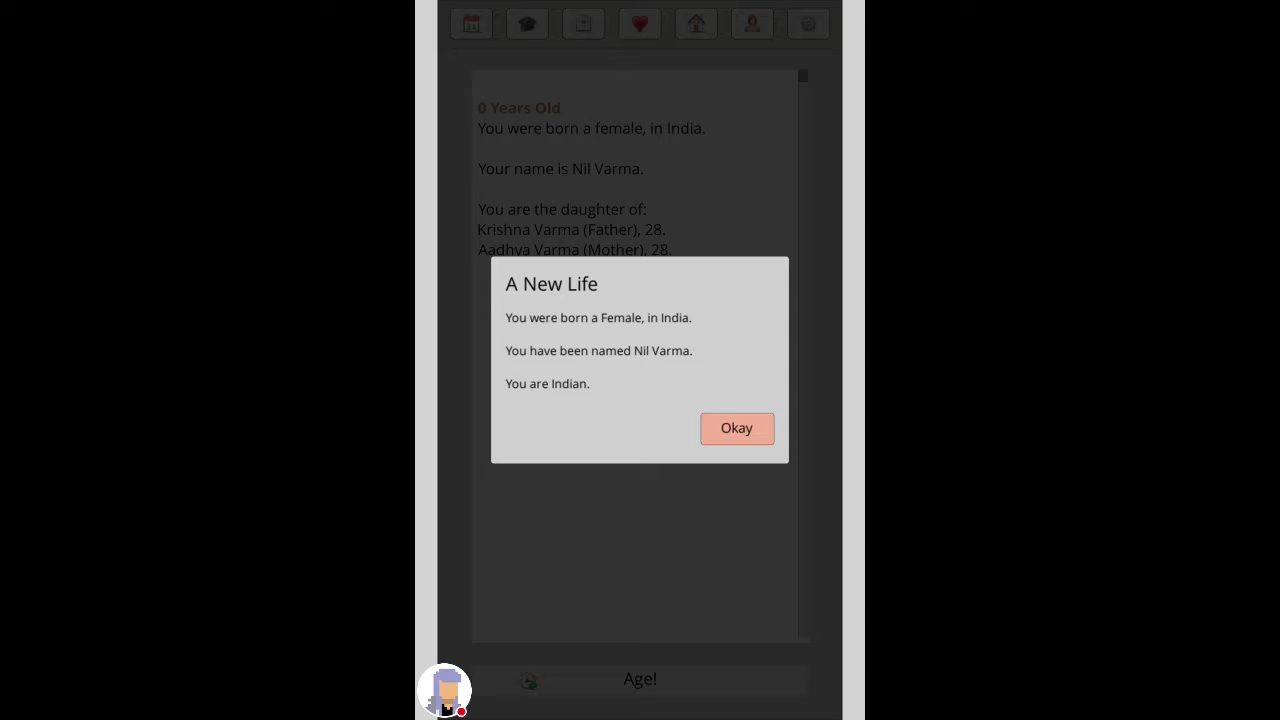 0 Years Old
You were born a female, in India.
Your name is Nil Varma.
You are the daughter of:
Krishna Varma (Father), 28.
Aadhya Varma (Mother), 28.
A New Life
You were born a Female, in India.
You have been named Nil Varma.
You are Indian.
Okay
Age!